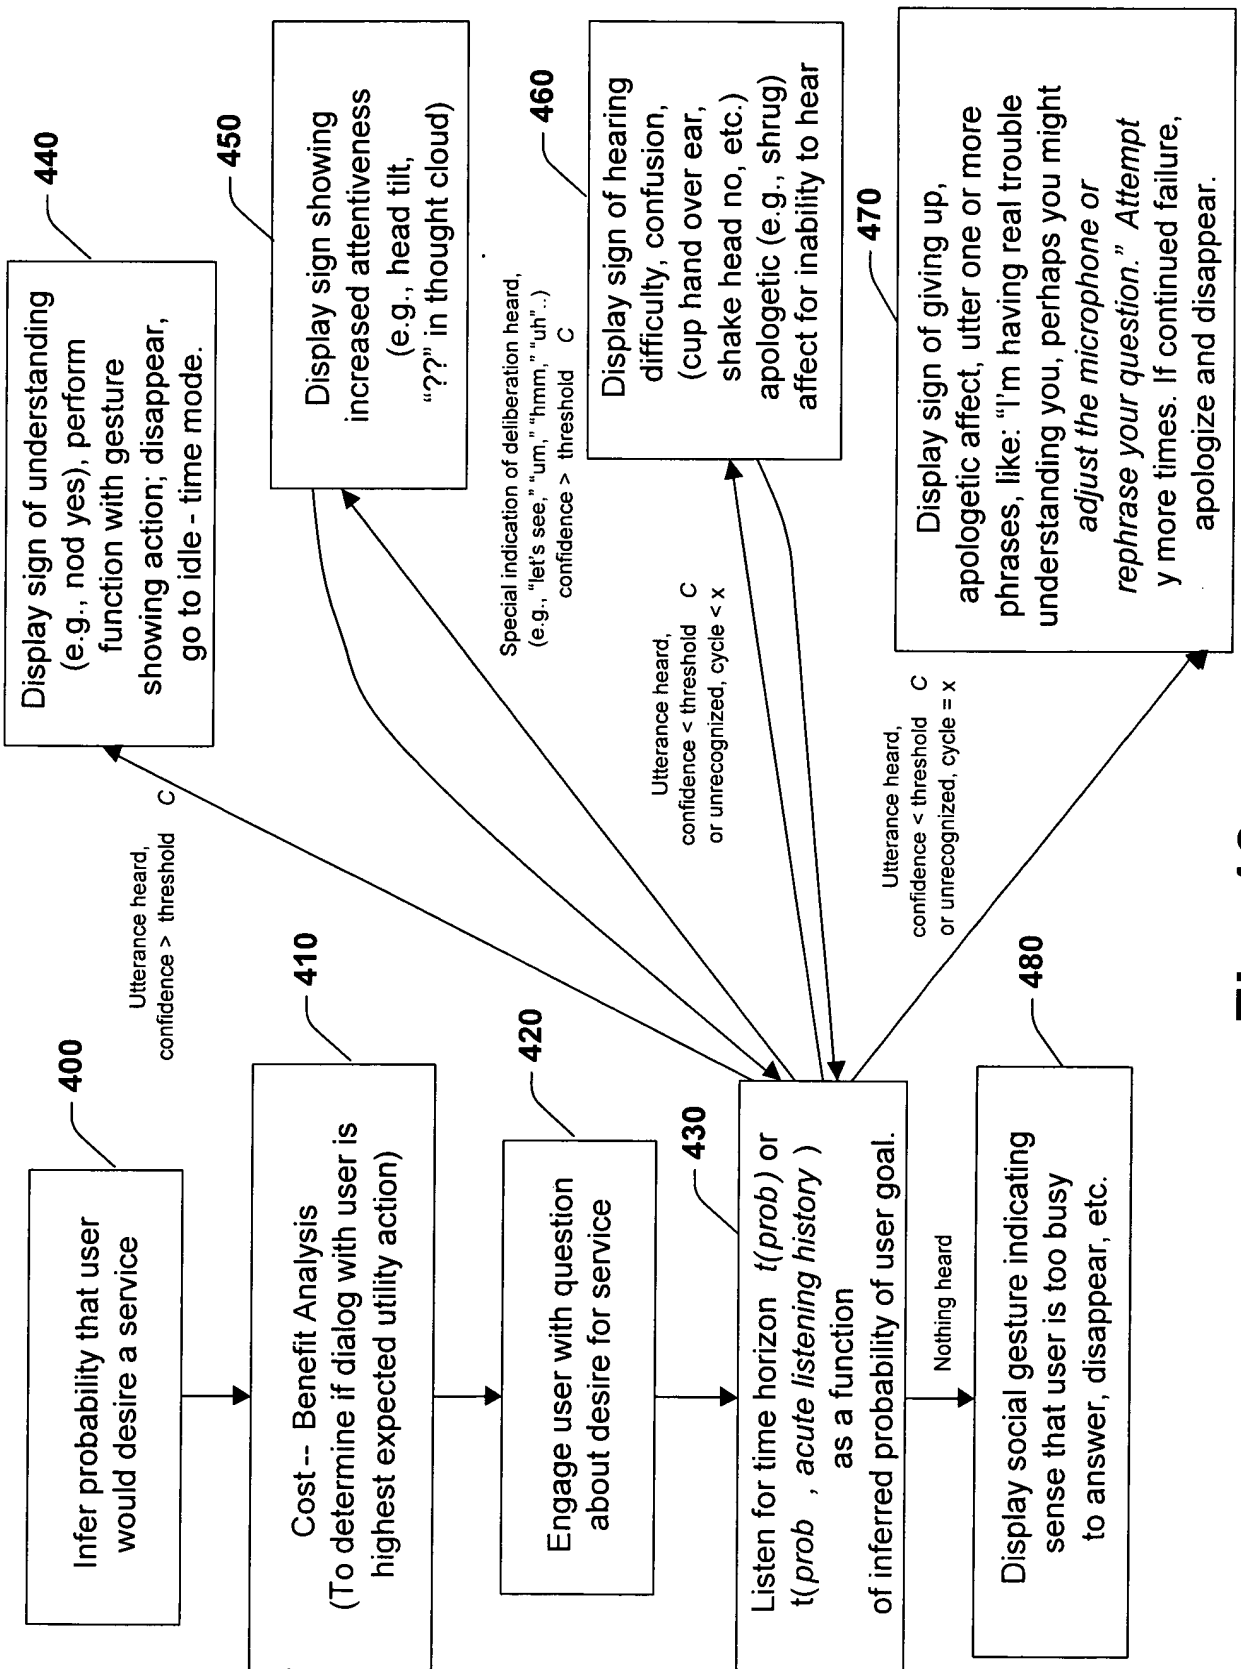 400
Infer probability that user
would desire a service
410
Cost-- Benefit Analysis
(To determine if dialog with user is
highest expected utility action)
420
Engage user with question
about desire for service
430
Listen for time horizon t(prob) or
t(prob , acute listening history )
as a function
of inferred probability of user goal.
Nothing heard
480
Display social gesture indicating
sense that user is too busy
to answer, disappear, etc.
Utterance heard,
confidence > threshold C
440
Display sign of understanding
(e.g., nod yes), perform
function with gesture
showing action; disappear,
go to idle - time mode.
450
Display sign showing
increased attentiveness
(e.g., head tilt,
“??” in thought cloud)
Special indication of deliberation heard,
(e.g., “let's see,” “um,” “hmm,” “uh”..)
confidence > threshold C
460
Display sign of hearing
difficulty, confusion,
(cup hand over ear,
shake head no, etc.)
apologetic (e.g., shrug)
affect for inability to hear
Utterance heard,
confidence < threshold C
or unrecognized, cycle < x
470
Display sign of giving up,
apologetic affect, utter one or more
phrases, like: “I'm having real trouble
understanding you, perhaps you might
adjust the microphone or
rephrase your question.” Attempt
y more times. If continued failure,
apologize and disappear.
Utterance heard,
confidence < threshold C
or unrecognized, cycle = x